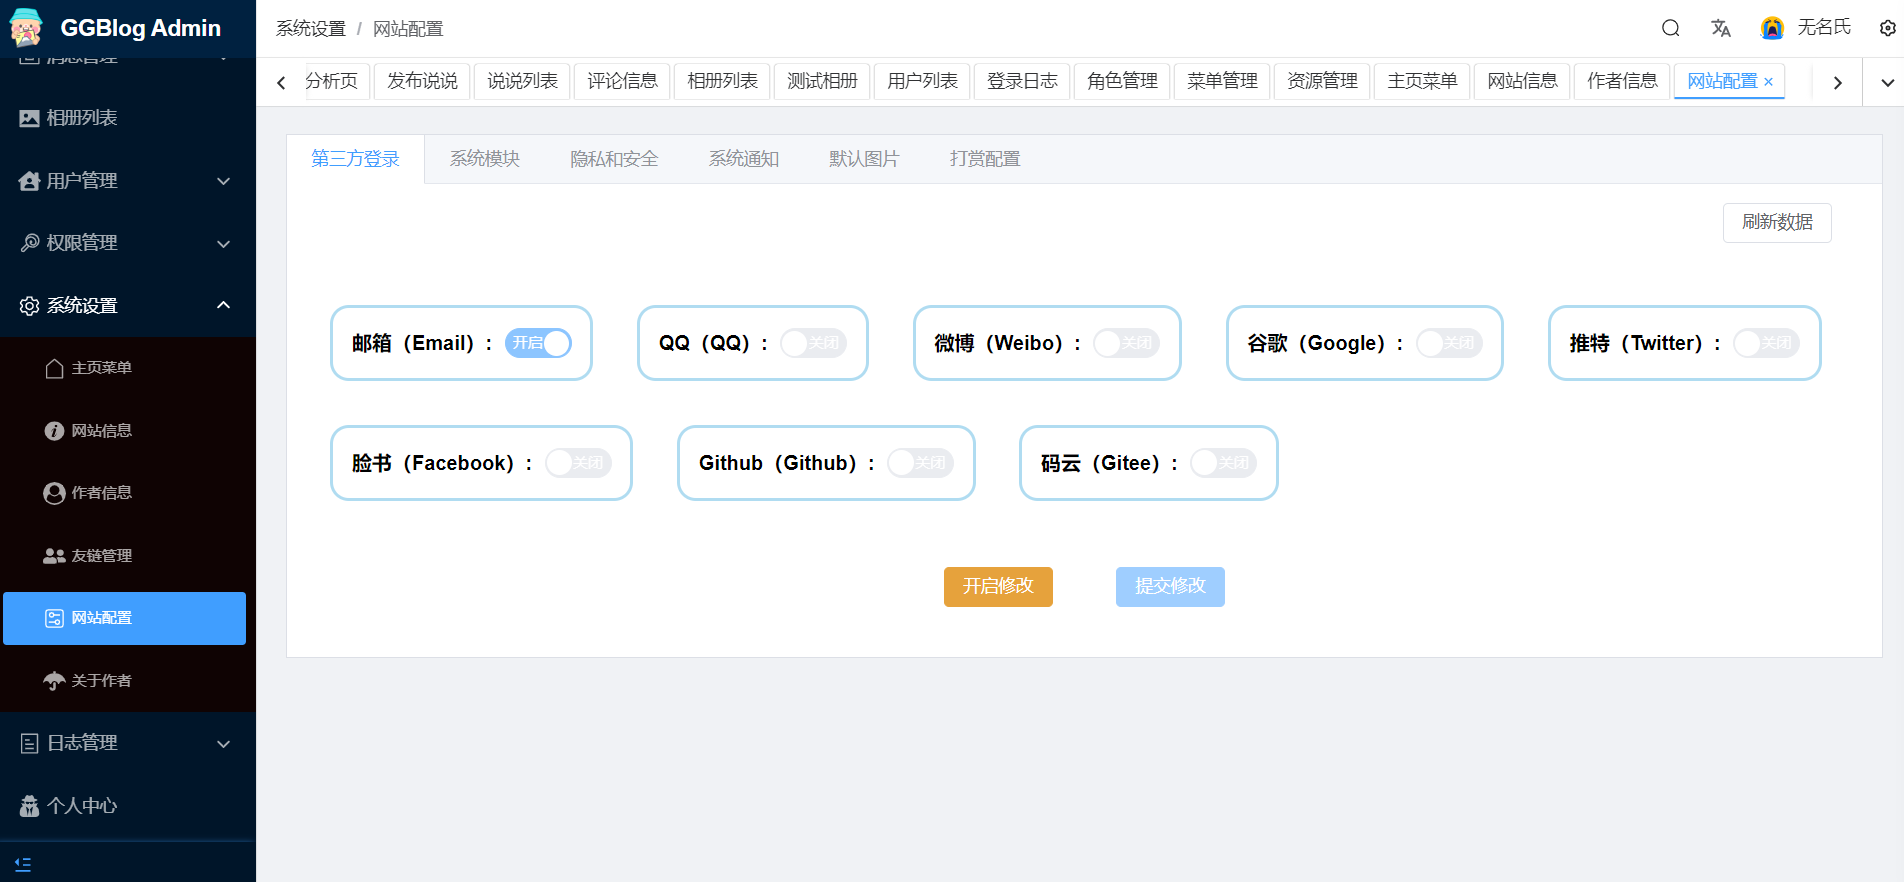 GGBlog Admin
消息管理
相册列表
用户管理
权限管理
系统设置
主页菜单
网站信息
作者信息
友链管理
网站配置
关于作者
日志管理
个人中心
系统设置 / 网站配置
无名氏
分析页 发布说说 说说列表 评论信息 相册列表 测试相册 用户列表 登录日志 角色管理 菜单管理 资源管理 主页菜单 网站信息 作者信息 网站配置 ×
第三方登录 系统模块 隐私和安全 系统通知 默认图片 打赏配置
刷新数据
邮箱（Email）: 开启 QQ（QQ）: 关闭 微博（Weibo）: 关闭 谷歌（Google）: 关闭 推特（Twitter）: 关闭
脸书（Facebook）: 关闭 Github（Github）: 关闭 码云（Gitee）: 关闭
开启修改 提交修改